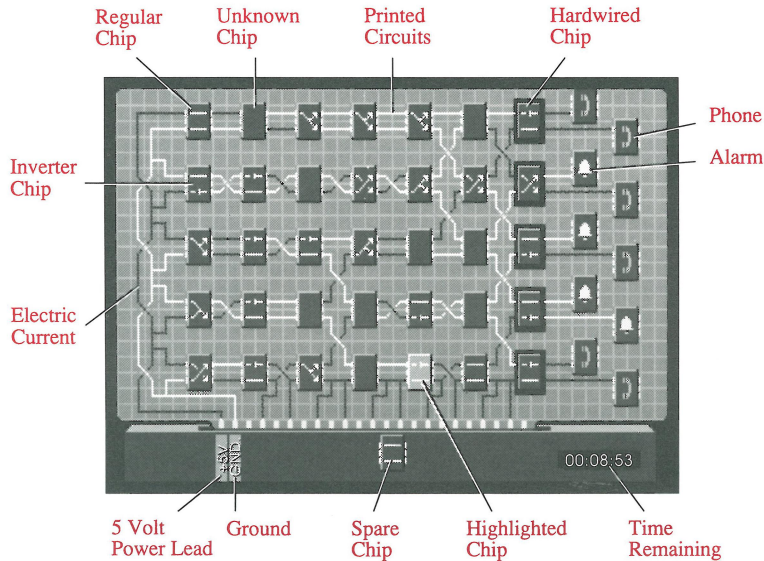 Regular
Chip
Unknown
Chip
Printed
Circuits
Hardwired
Chip
Phone
Alarm
Inverter
Chip
Electric
Current
+5V
GND
00:08:53
5 Volt
Power Lead
Ground
Spare
Chip
Highlighted
Chip
Time
Remaining